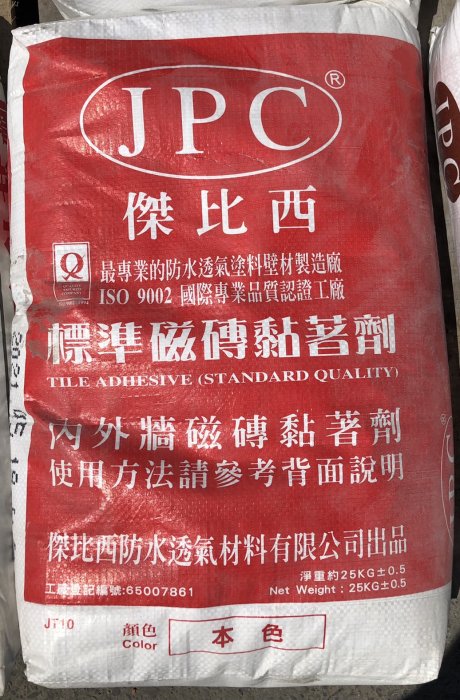 JPC®
傑比西
Q
最專業的防水透氣塗料壁材製造廠
ISO 9002 國際專業品質認證工廠
標準磁磚黏著劑
TILE ADHESIVE (STANDARD QUALITY)
內外牆磁磚黏著劑
使用方法請參考背面說明
傑比西防水透氣材料有限公司出品
淨重約25KG±0.5
工廠登記編號:65007861
Net Weight : 25KG±0.5
JT10
顏色
Color
本色
2021